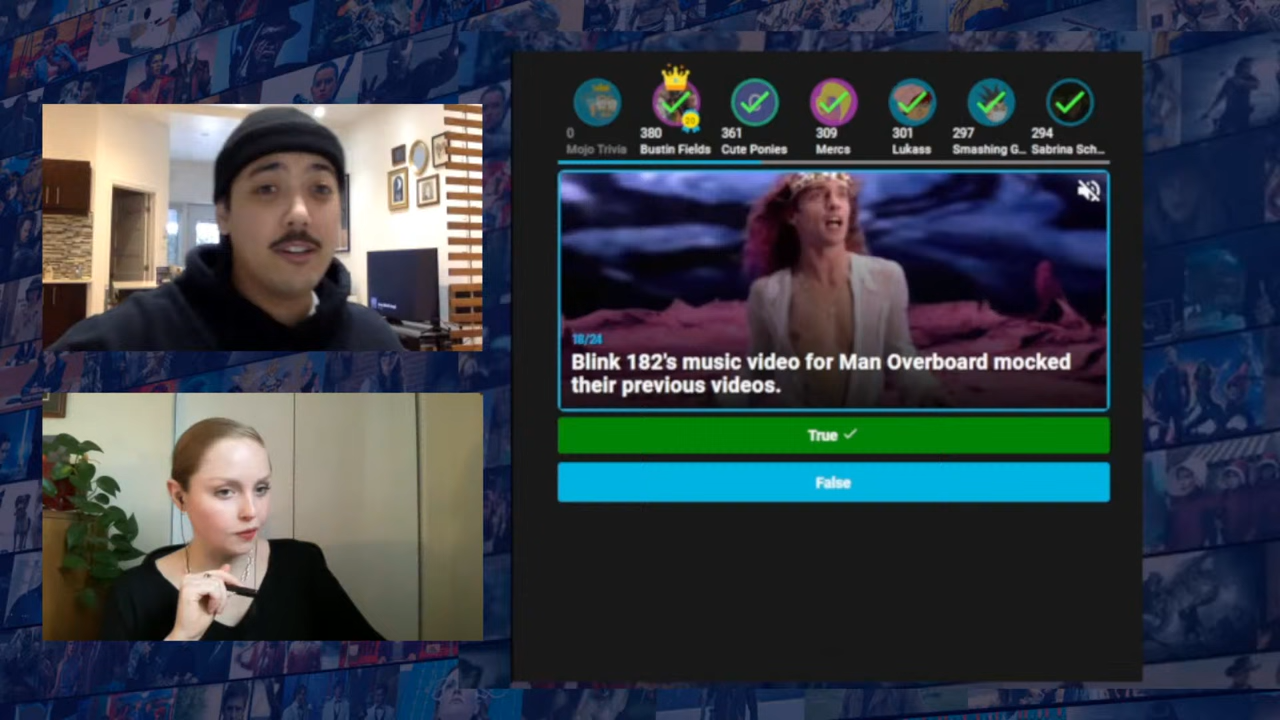 20
0
380
361
309
301
297
294
Mojo Trivia
Bustin Fields
Cute Ponies
Mercs
Lukass
Smashing G...
Sabrina Sch...
18/24
Blink 182's music video for Man Overboard mocked
their previous videos.
True
False